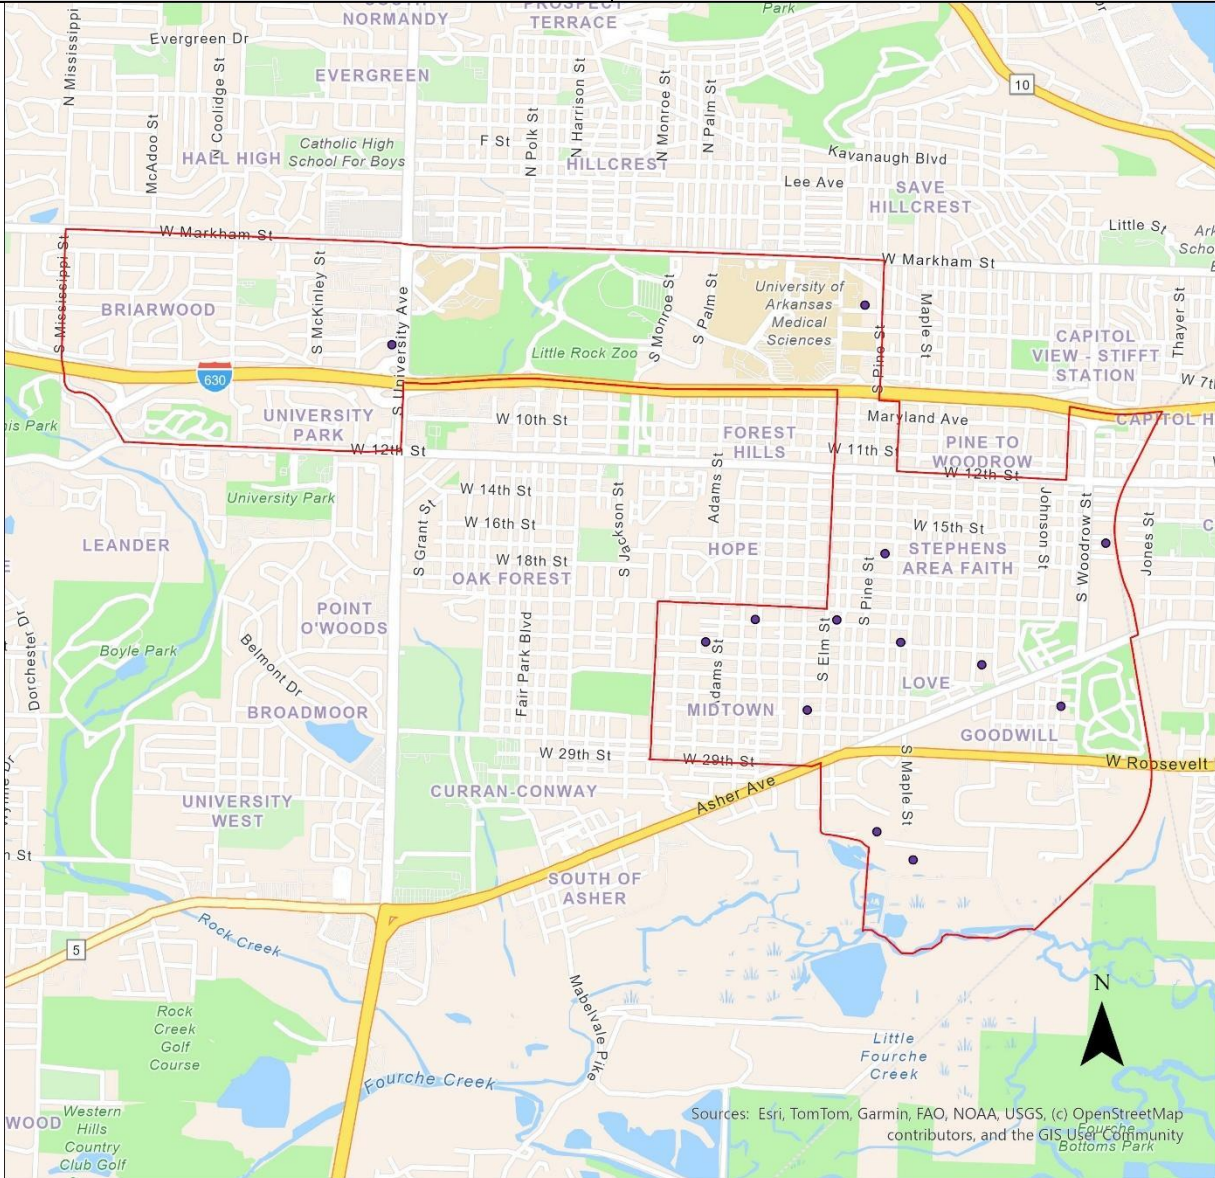 SOUTH
NORMANDY
PROSPECT
TERRACE
Park
Dr
Evergreen Dr
N Mississippi
N Coolidge St
EVERGREEN
N Harrison St
N Monroe St
N Palm St
10
McAdoo St
HALL HIGH
Catholic High
School For Boys
F St
N Polk St
HILLCREST
Kavanaugh Blvd
Lee Ave
SAVE
HILLCREST
Little St
W Markham St
W Markham St
S Mississippi St
BRIARWOOD
S McKinley St
S University Ave
Little Rock Zoo
S Monroe St
S Palm St
University of
Arkansas
Medical
Sciences
S Pine St
Maple St
CAPITOL
VIEW - STIFFT
STATION
Thayer St
630
W 7th
UNIVERSITY
PARK
W 10th St
FOREST
HILLS
Maryland Ave
CAPITOL H
W 12th St
W 11th St
PINE TO
WOODROW
W 12th St
University Park
W 14th St
Adams St
W 16th St
S Grant St
S Jackson St
W 15th St
Johnson St
S Woodrow St
Jones St
LEANDER
W 18th St
OAK FOREST
HOPE
STEPHENS
AREA FAITH
S Pine St
POINT
O'WOODS
Boyle Park
Dorchester Dr
Belmont Dr
Fair Park Blvd
Adams St
S Elm St
LOVE
BROADMOOR
MIDTOWN
GOODWILL
W 29th St
W 29th St
W Roosevelt
CURRAN-CONWAY
Asher Ave
S Maple St
UNIVERSITY
WEST
SOUTH OF
ASHER
Rock Creek
5
Mabelvale Pike
N
Rock
Creek
Golf
Course
Little
Fourche
Creek
Fourche Creek
WOOD
Western
Hills
Country
Club Golf
Sources: Esri, TomTom, Garmin, FAO, NOAA, USGS, (c) OpenStreetMap
contributors, and the GIS User Community
Fourche
Bottoms Park